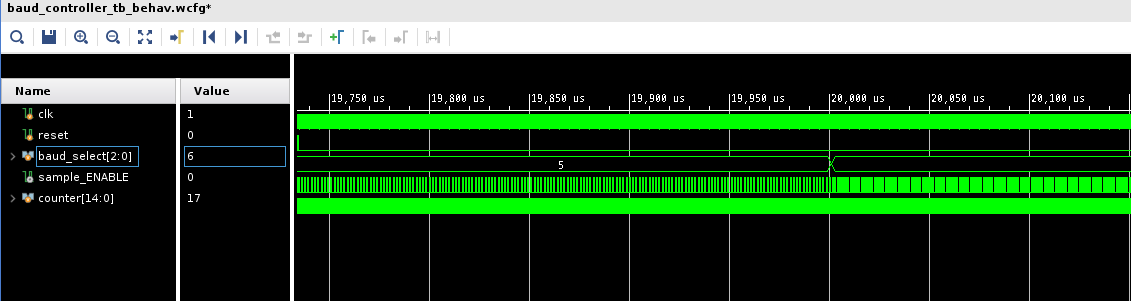 baud_controller_tb_behav.wcfg*
Name Value
19,750 us 19,800 us 19,850 us 19,900 us 19,950 us 20,000 us 20,050 us 20,100 us
clk 1
reset 0
baud_select[2:0] 6 5
sample_ENABLE 0
counter[14:0] 17